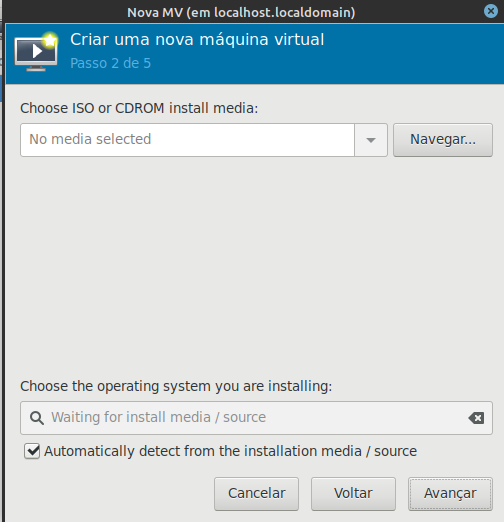 Nova MV (em localhost.localdomain)
Criar uma nova máquina virtual
Passo 2 de 5
Choose ISO or CDROM install media:
No media selected
Navegar...
Choose the operating system you are installing:
Waiting for install media / source
Automatically detect from the installation media / source
Cancelar
Voltar
Avançar